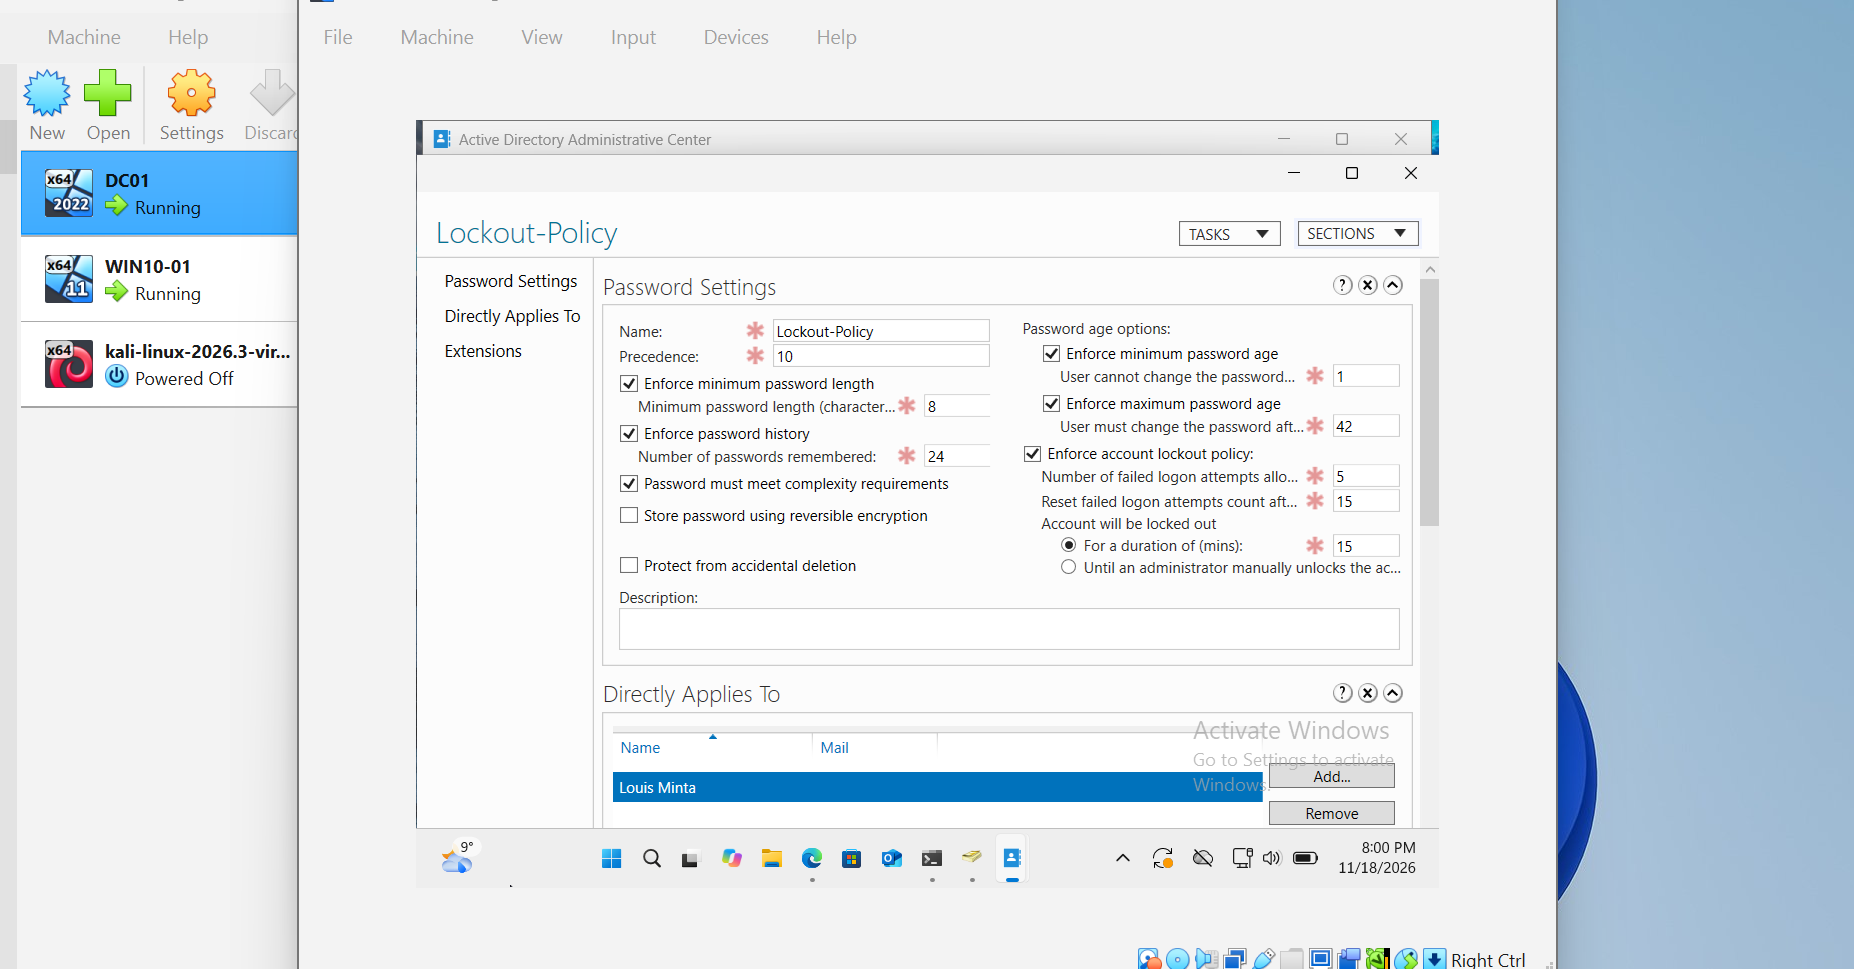 Machine Help
File Machine View Input Devices Help
New Open Settings Discard
x64 2022 DC01
Running
x64 11 WIN10-01
Running
x64 kali-linux-2026.3-vir...
Powered Off
Active Directory Administrative Center
Lockout-Policy
TASKS SECTIONS
Password Settings
Directly Applies To
Extensions
Password Settings
Name: * Lockout-Policy
Precedence: * 10
Enforce minimum password length
Minimum password length (character... * 8
Enforce password history
Number of passwords remembered: * 24
Password must meet complexity requirements
Store password using reversible encryption
Protect from accidental deletion
Password age options:
Enforce minimum password age
User cannot change the password... * 1
Enforce maximum password age
User must change the password aft... * 42
Enforce account lockout policy:
Number of failed logon attempts allo... * 5
Reset failed logon attempts count aft... * 15
Account will be locked out
For a duration of (mins): * 15
Until an administrator manually unlocks the ac...
Description:
Directly Applies To
Name Mail
Louis Minta
Add...
Remove
Activate Windows
Go to Settings to activate
Windows.
9°
8:00 PM
11/18/2026
Right Ctrl